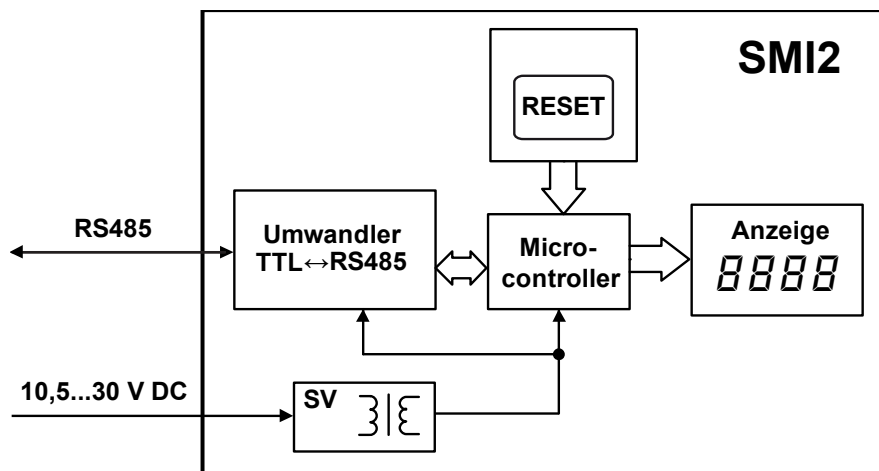 SMI2
RESET
RS485
Umwandler
TTL↔RS485
Micro-
controller
Anzeige
8888
10,5...30 V DC
SV